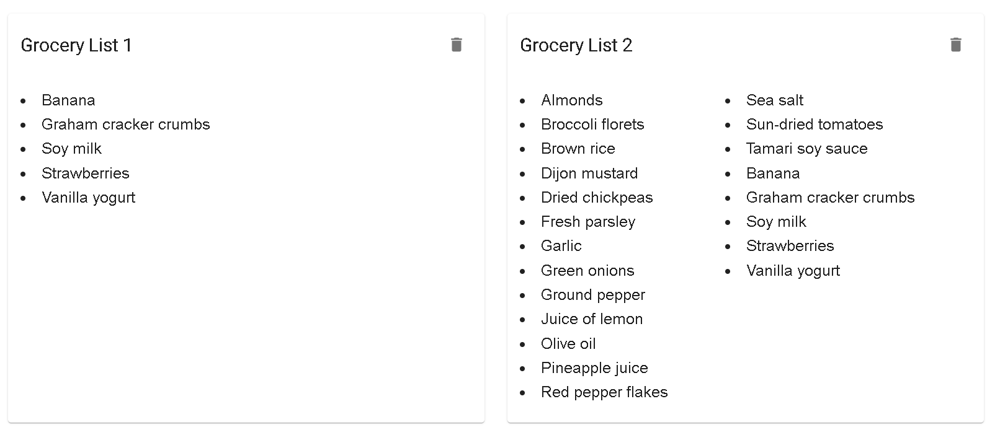 Grocery List 1
Banana
Graham cracker crumbs
Soy milk
Strawberries
Vanilla yogurt
Grocery List 2
Almonds
Broccoli florets
Brown rice
Dijon mustard
Dried chickpeas
Fresh parsley
Garlic
Green onions
Ground pepper
Juice of lemon
Olive oil
Pineapple juice
Red pepper flakes
Sea salt
Sun-dried tomatoes
Tamari soy sauce
Banana
Graham cracker crumbs
Soy milk
Strawberries
Vanilla yogurt